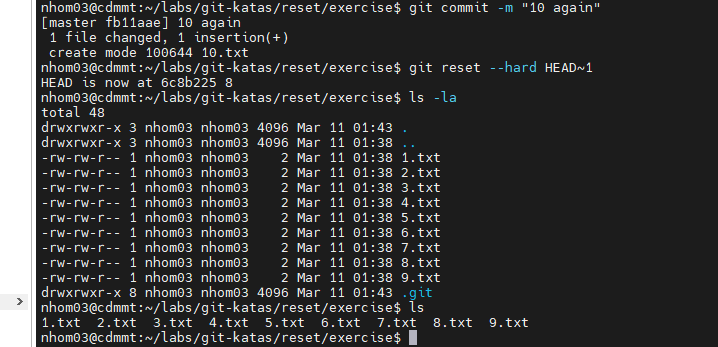 nhom03@cdmmt:~/labs/git-katas/reset/exercise$ git commit -m "10 again"
[master fb11aae] 10 again
 1 file changed, 1 insertion(+)
 create mode 100644 10.txt
nhom03@cdmmt:~/labs/git-katas/reset/exercise$ git reset --hard HEAD~1
HEAD is now at 6c8b225 8
nhom03@cdmmt:~/labs/git-katas/reset/exercise$ ls -la
total 48
drwxrwxr-x 3 nhom03 nhom03 4096 Mar 11 01:43 .
drwxrwxr-x 3 nhom03 nhom03 4096 Mar 11 01:38 ..
-rw-rw-r-- 1 nhom03 nhom03    2 Mar 11 01:38 1.txt
-rw-rw-r-- 1 nhom03 nhom03    2 Mar 11 01:38 2.txt
-rw-rw-r-- 1 nhom03 nhom03    2 Mar 11 01:38 3.txt
-rw-rw-r-- 1 nhom03 nhom03    2 Mar 11 01:38 4.txt
-rw-rw-r-- 1 nhom03 nhom03    2 Mar 11 01:38 5.txt
-rw-rw-r-- 1 nhom03 nhom03    2 Mar 11 01:38 6.txt
-rw-rw-r-- 1 nhom03 nhom03    2 Mar 11 01:38 7.txt
-rw-rw-r-- 1 nhom03 nhom03    2 Mar 11 01:38 8.txt
-rw-rw-r-- 1 nhom03 nhom03    2 Mar 11 01:38 9.txt
drwxrwxr-x 8 nhom03 nhom03 4096 Mar 11 01:43 .git
nhom03@cdmmt:~/labs/git-katas/reset/exercise$ ls
1.txt  2.txt  3.txt  4.txt  5.txt  6.txt  7.txt  8.txt  9.txt
nhom03@cdmmt:~/labs/git-katas/reset/exercise$